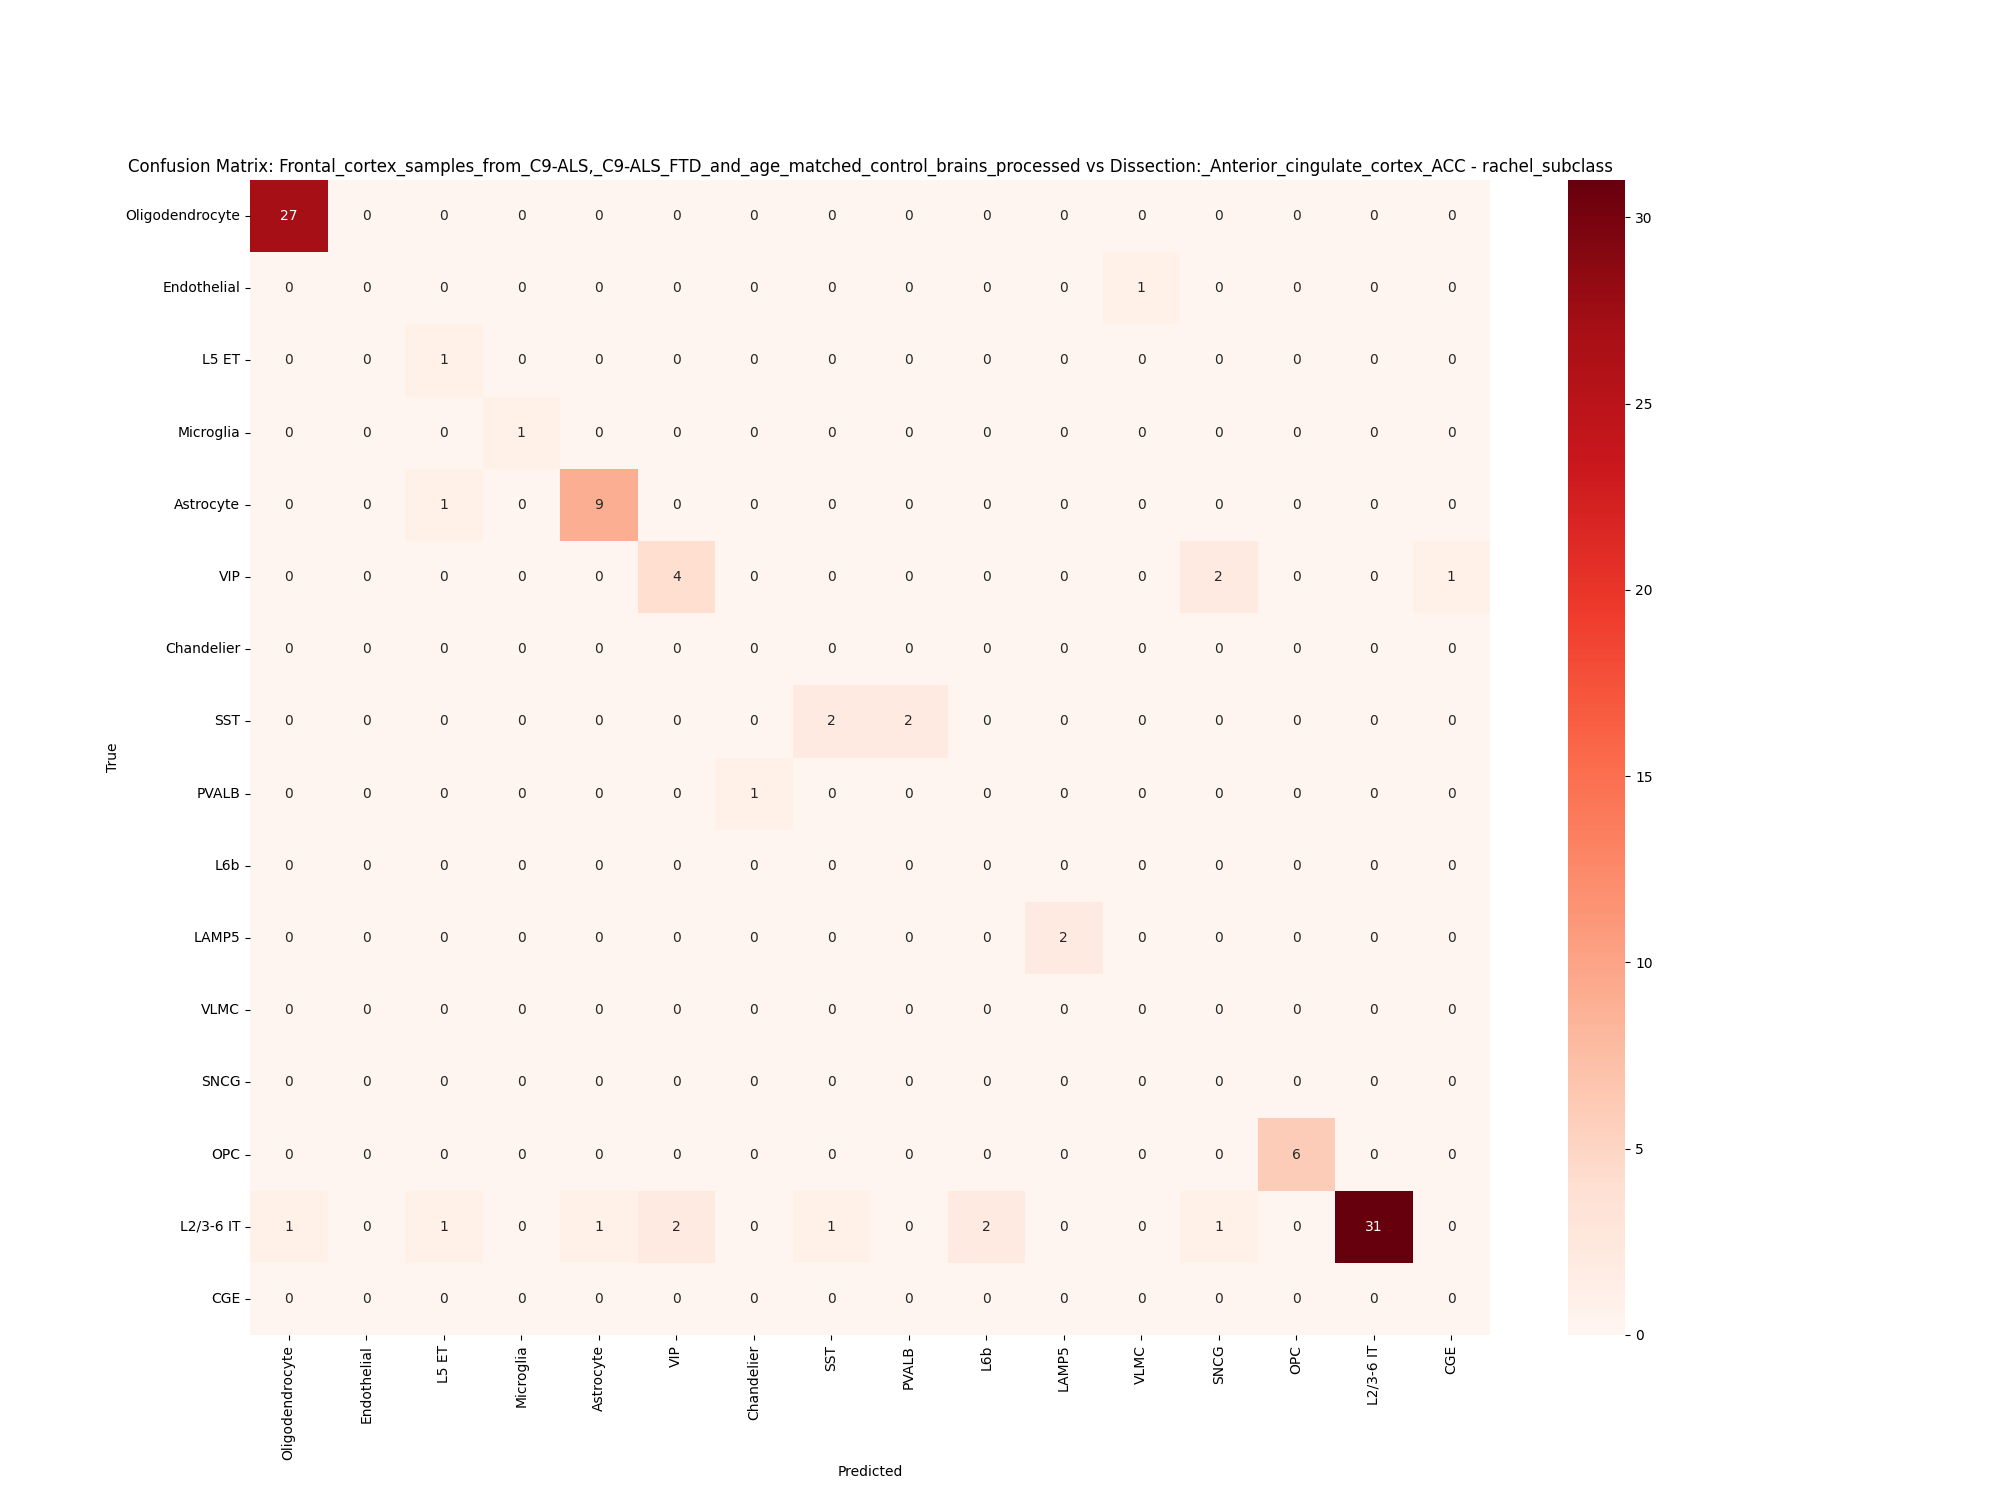 Confusion Matrix: Frontal_cortex_samples_from_C9-ALS,_C9-ALS_FTD_and_age_matched_control_brains_processed vs Dissection:_Anterior_cingulate_cortex_ACC - rachel_subclass
Oligodendrocyte 27 0 0 0 0 0 0 0 0 0 0 0 0 0 0 0
Endothelial 0 0 0 0 0 0 0 0 0 0 0 1 0 0 0 0
L5 ET 0 0 1 0 0 0 0 0 0 0 0 0 0 0 0 0
Microglia 0 0 0 1 0 0 0 0 0 0 0 0 0 0 0 0
Astrocyte 0 0 1 0 9 0 0 0 0 0 0 0 0 0 0 0
VIP 0 0 0 0 0 4 0 0 0 0 0 0 2 0 0 1
Chandelier 0 0 0 0 0 0 0 0 0 0 0 0 0 0 0 0
SST 0 0 0 0 0 0 0 2 2 0 0 0 0 0 0 0
PVALB 0 0 0 0 0 0 1 0 0 0 0 0 0 0 0 0
L6b 0 0 0 0 0 0 0 0 0 0 0 0 0 0 0 0
LAMP5 0 0 0 0 0 0 0 0 0 0 2 0 0 0 0 0
VLMC 0 0 0 0 0 0 0 0 0 0 0 0 0 0 0 0
SNCG 0 0 0 0 0 0 0 0 0 0 0 0 0 0 0 0
OPC 0 0 0 0 0 0 0 0 0 0 0 0 0 6 0 0
L2/3-6 IT 1 0 1 0 1 2 0 1 0 2 0 0 1 0 31 0
CGE 0 0 0 0 0 0 0 0 0 0 0 0 0 0 0 0
True
Oligodendrocyte Endothelial L5 ET Microglia Astrocyte VIP Chandelier SST PVALB L6b LAMP5 VLMC SNCG OPC L2/3-6 IT CGE
Predicted
30
25
20
15
10
5
0